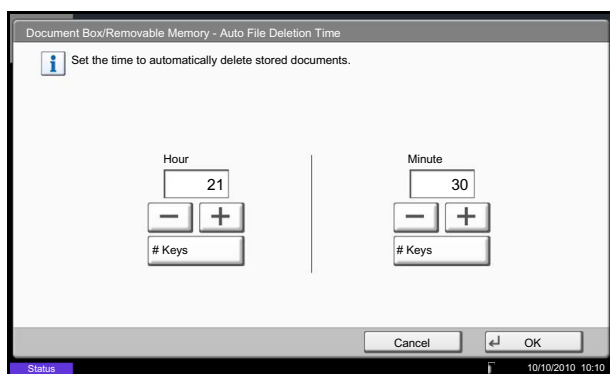 Document Box/Removable Memory - Auto File Deletion Time
Set the time to automatically delete stored documents.
Hour
Minute
21
30
# Keys
# Keys
Cancel
OK
Status
10/10/2010 10:10